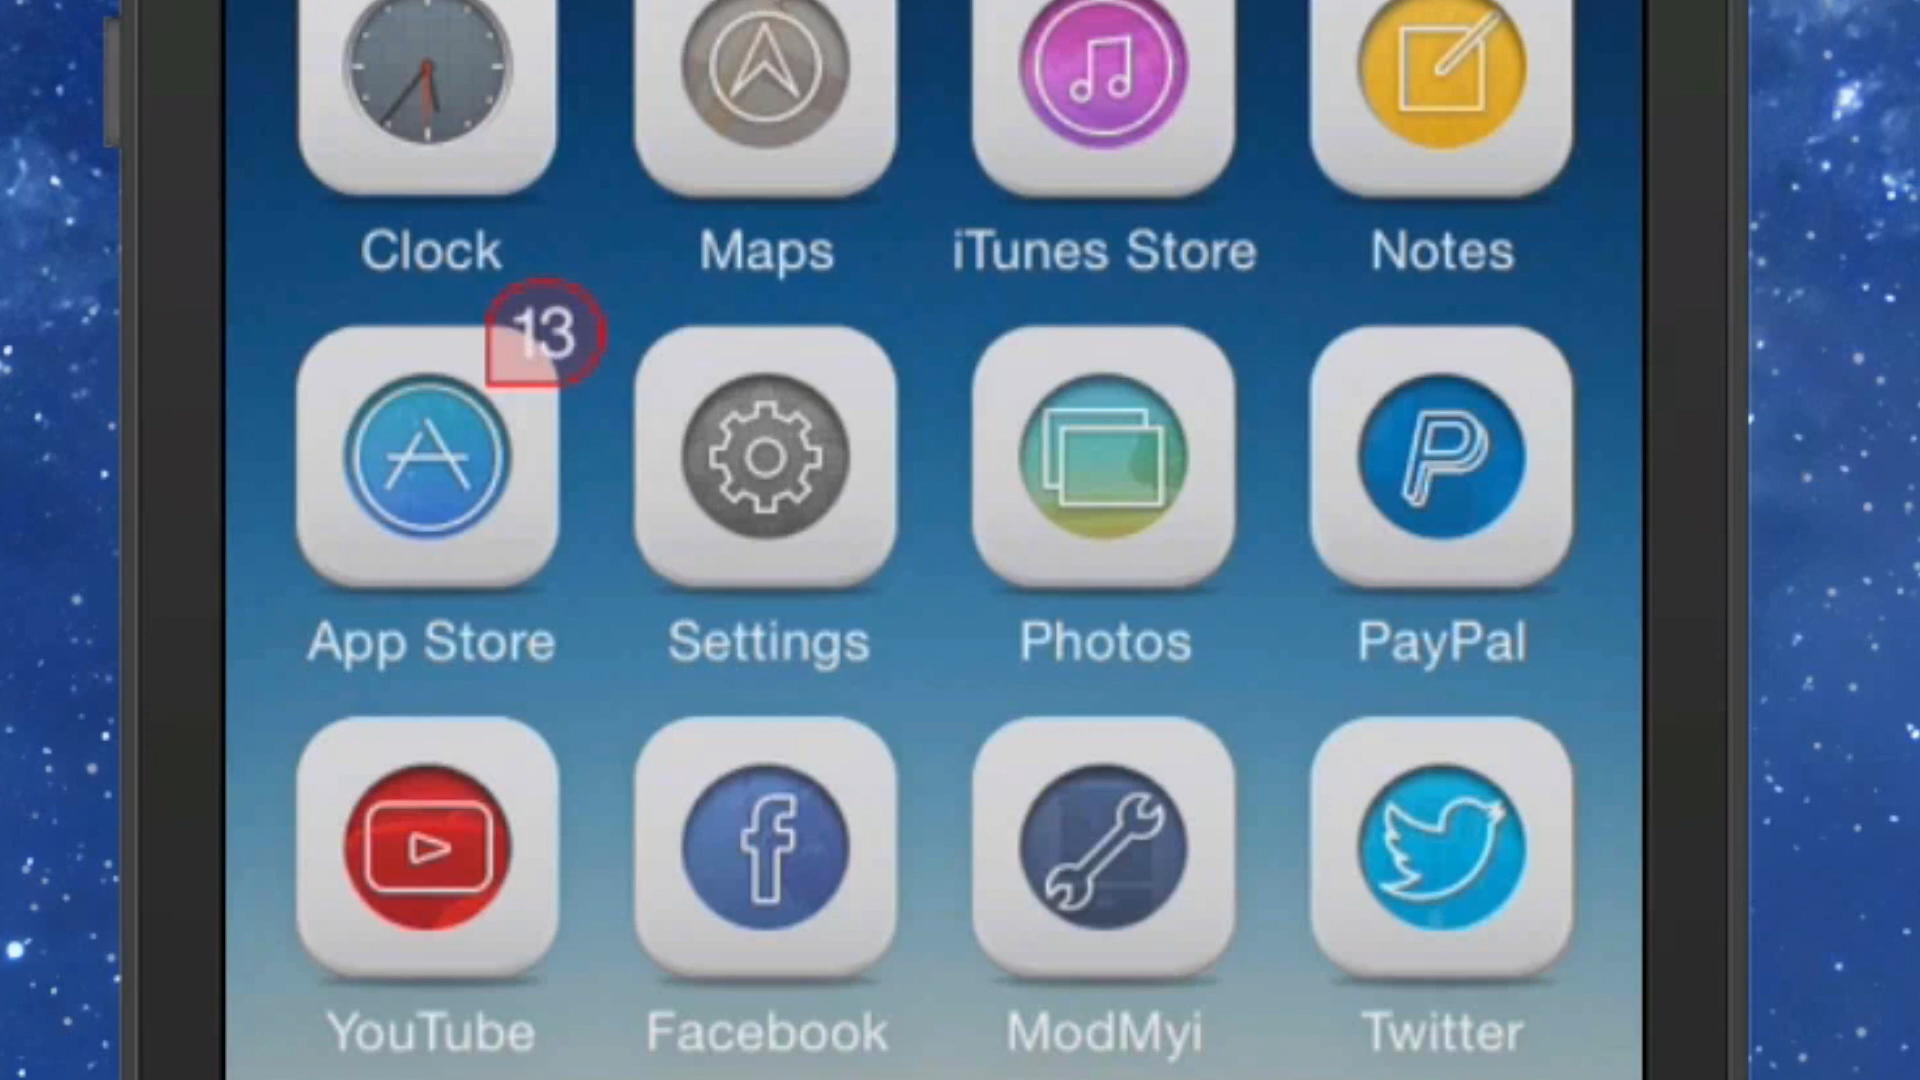 Clock Maps iTunes Store Notes
13
App Store Settings Photos PayPal
YouTube Facebook ModMyi Twitter